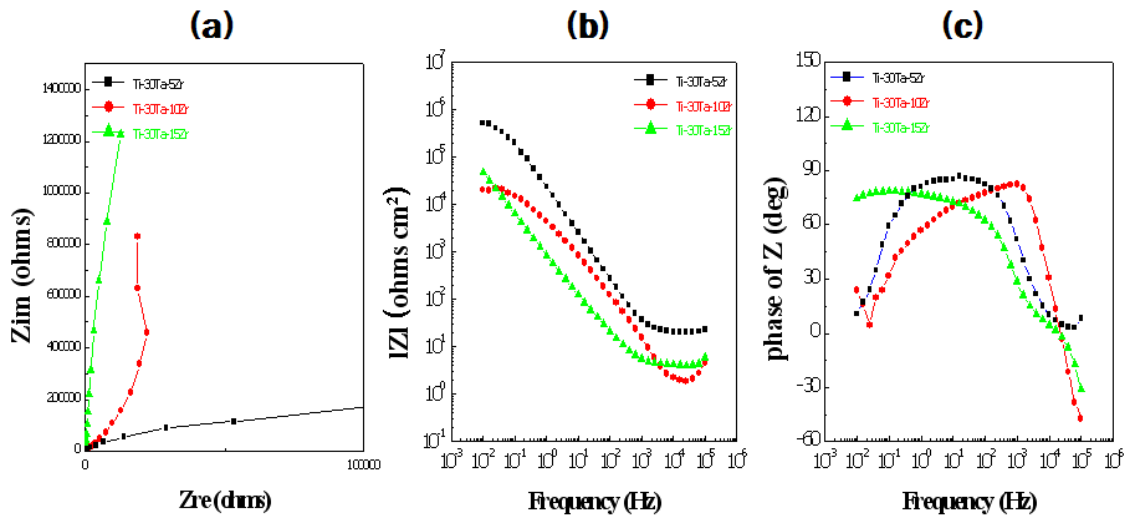 (a)
1400000
1200000
1000000
800000
600000
400000
200000
0
Zim (ohms)
Ti-30Ta-5Zr
Ti-30Ta-10Zr
Ti-30Ta-15Zr
0 100000
Zre (ohms)
(b)
10⁷
10⁶
10⁵
10⁴
10³
10²
10¹
10⁰
10⁻¹
|Z| (ohms cm²)
Ti-30Ta-5Zr
Ti-30Ta-10Zr
Ti-30Ta-15Zr
10⁻³ 10⁻² 10⁻¹ 10⁰ 10¹ 10² 10³ 10⁴ 10⁵ 10⁶
Frequency (Hz)
(c)
150
120
90
60
30
0
-30
-60
phase of Z (deg)
Ti-30Ta-5Zr
Ti-30Ta-10Zr
Ti-30Ta-15Zr
10⁻³ 10⁻² 10⁻¹ 10⁰ 10¹ 10² 10³ 10⁴ 10⁵ 10⁶
Frequency (Hz)